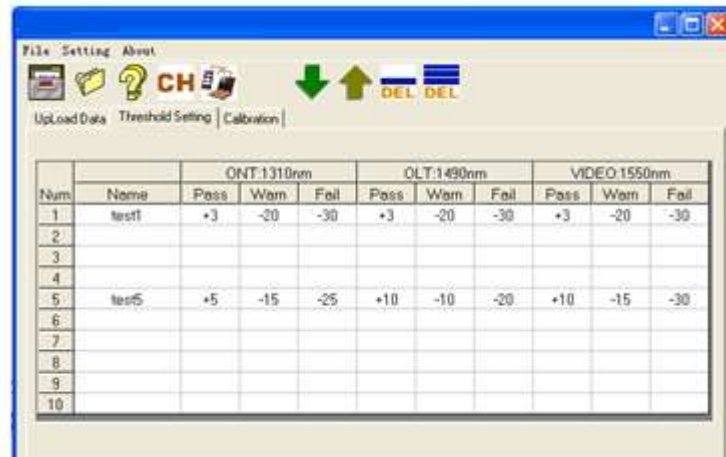 File Setting About
CH DEL DEL
UpLoad Data Threshold Setting Calibration
ONT:1310nm OLT:1490nm VIDEO:1550nm
Num Name Pass Warn Fail Pass Warn Fail Pass Warn Fail
1 test1 +3 -20 -30 +3 -20 -30 +3 -20 -30
2
3
4
5 test5 +5 -15 -25 +10 -10 -20 +10 -15 -30
6
7
8
9
10